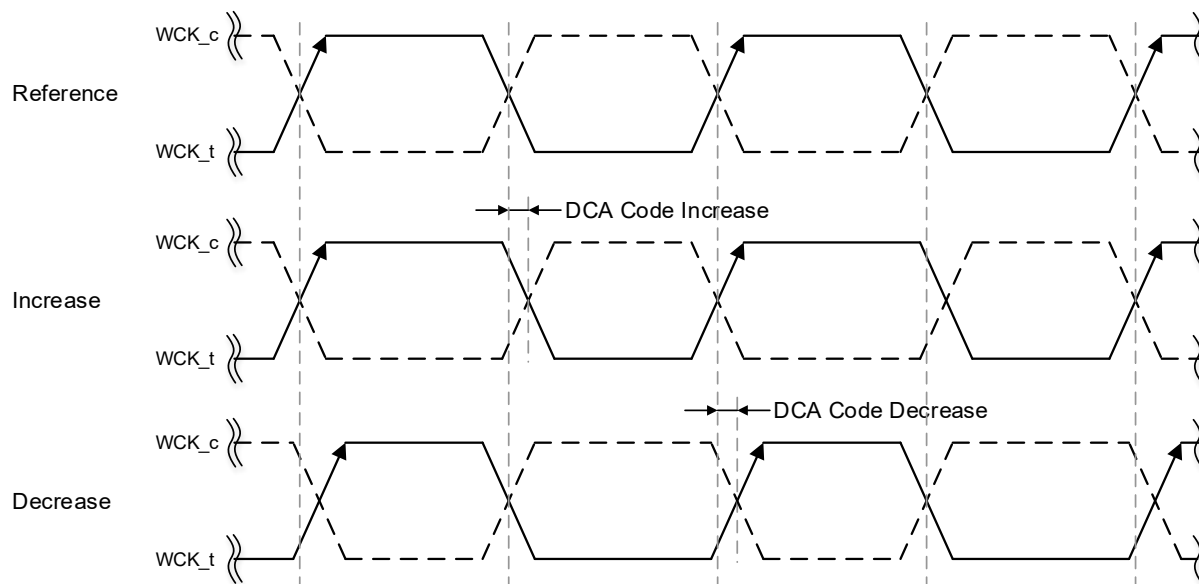 WCK_c
Reference
WCK_t
DCA Code Increase
WCK_c
Increase
WCK_t
DCA Code Decrease
WCK_c
Decrease
WCK_t